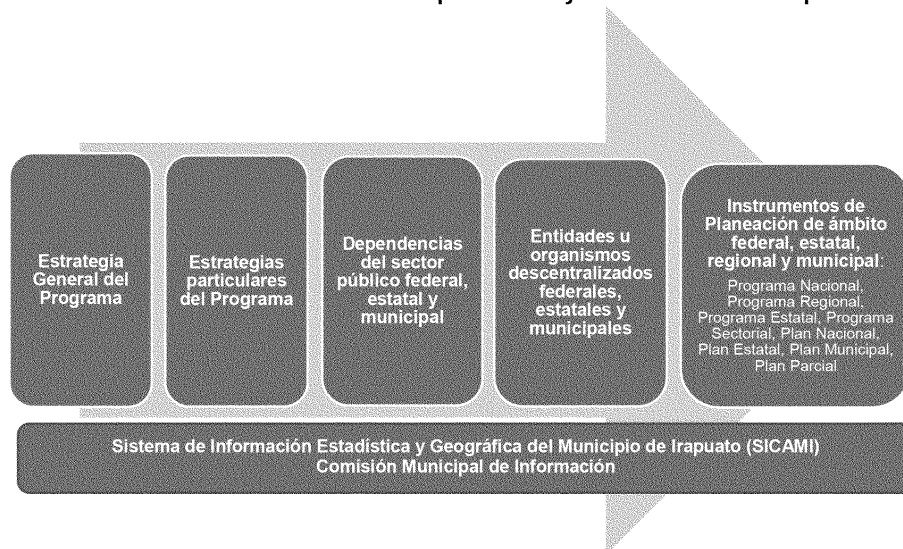 Estrategia
General del
Programa
Estrategias
particulares
del Programa
Dependencias
del sector
público federal,
estatal y
municipal
Entidades u
organismos
descentralizados
federales,
estatales y
municipales
Instrumentos de
Planeación de ámbito
federal, estatal,
regional y municipal:
Programa Nacional,
Programa Regional,
Programa Estatal, Programa
Sectorial, Plan Nacional,
Plan Estatal, Plan Municipal,
Plan Parcial
Sistema de Información Estadística y Geográfica del Municipio de Irapuato (SICAMI)
Comisión Municipal de Información